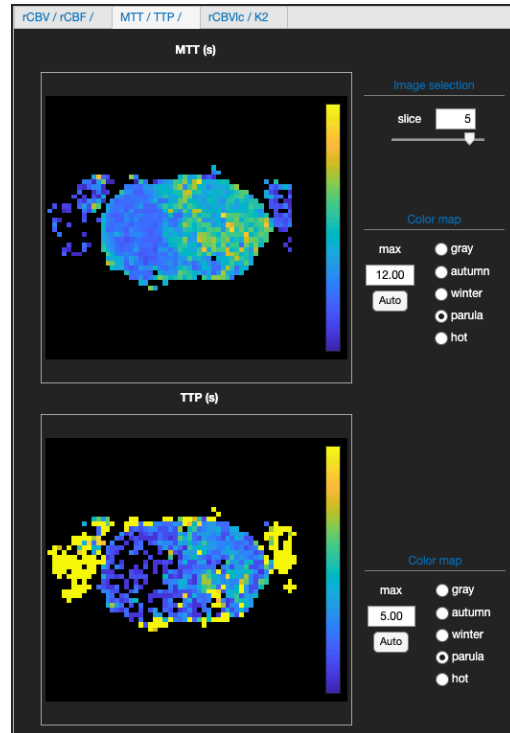 rCBV / rCBF /
MTT / TTP /
rCBVlc / K2
MTT (s)
Image selection
slice 5
Color map
max
12.00
Auto
gray
autumn
winter
parula
hot
TTP (s)
Color map
max
5.00
Auto
gray
autumn
winter
parula
hot